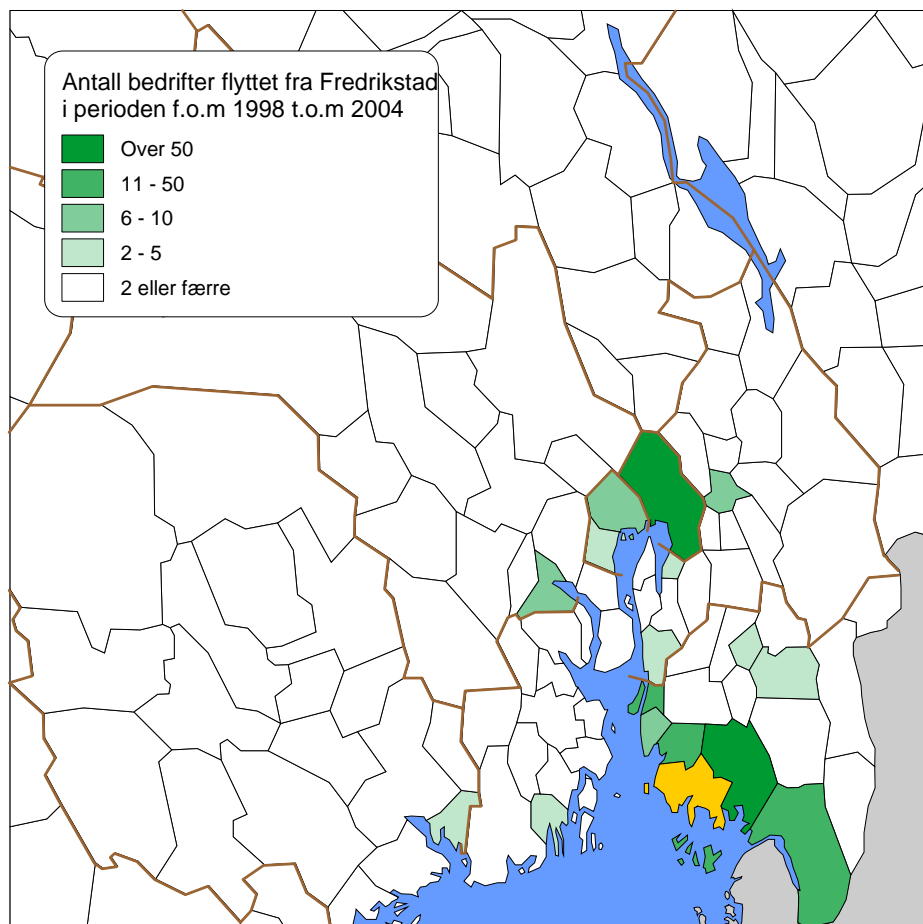 Antall bedrifter flyttet fra Fredrikstad
i perioden f.o.m 1998 t.o.m 2004
Over 50
11 - 50
6 - 10
2 - 5
2 eller færre